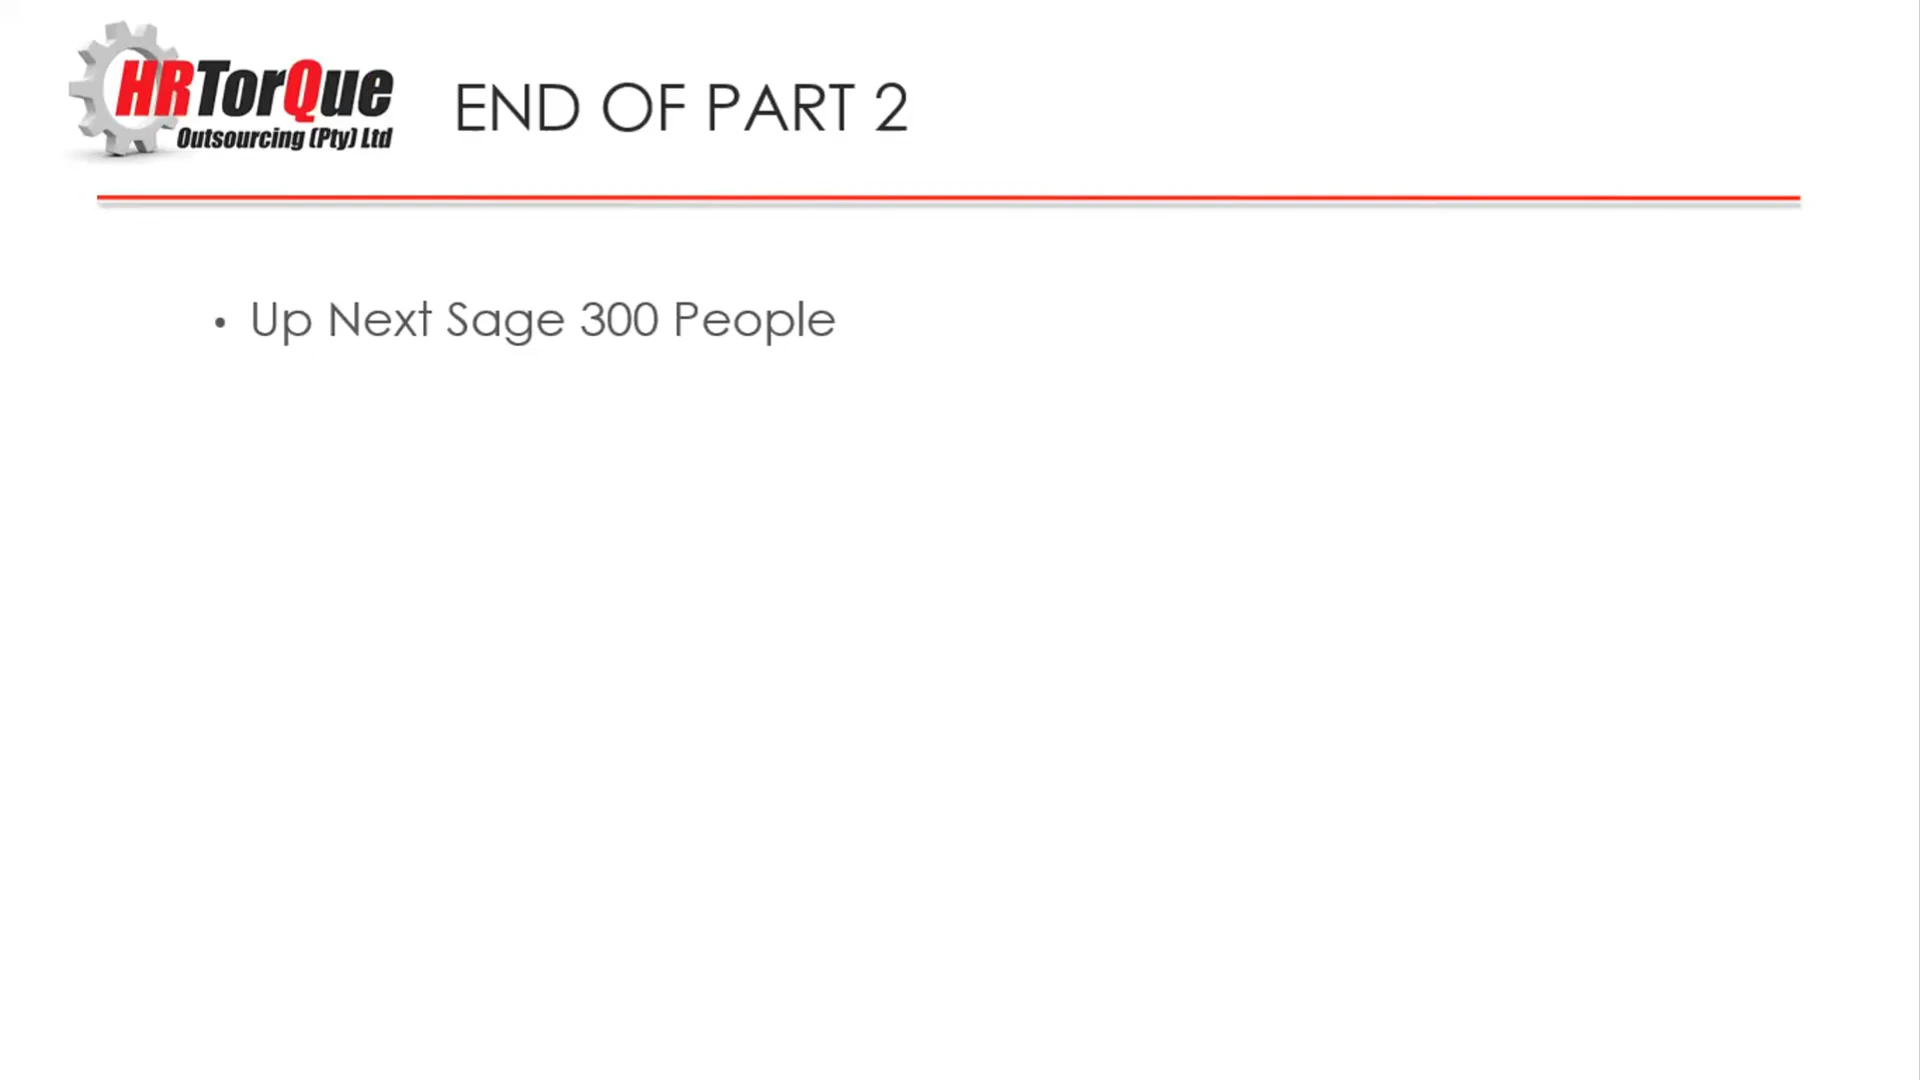 HRTorQue
Outsourcing (Pty) Ltd
END OF PART 2
• Up Next Sage 300 People